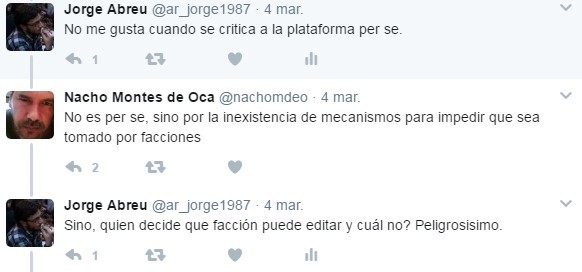 Jorge Abreu @ar_jorge1987 · 4 mar.
No me gusta cuando se critica a la plataforma per se.
1
Nacho Montes de Oca @nachomdeo · 4 mar.
No es per se, sino por la inexistencia de mecanismos para impedir que sea
tomado por facciones
2
Jorge Abreu @ar_jorge1987 · 4 mar.
Sino, quien decide que facción puede editar y cuál no? Peligrosisimo.
1